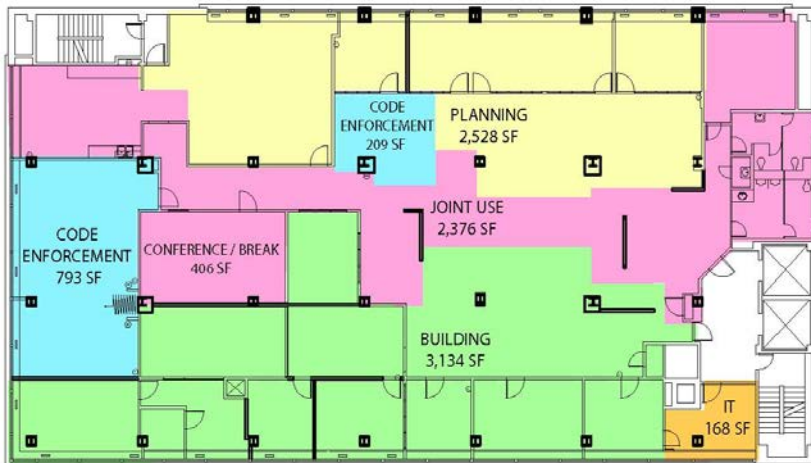 CODE
ENFORCEMENT
209 SF
PLANNING
2,528 SF
JOINT USE
2,376 SF
CODE
ENFORCEMENT
793 SF
CONFERENCE / BREAK
406 SF
BUILDING
3,134 SF
IT
168 SF